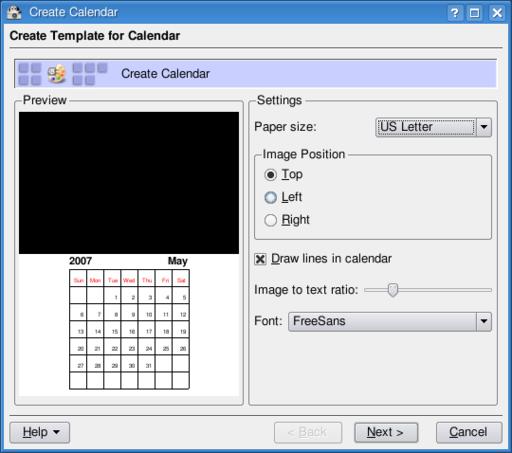 Create Calendar
Create Template for Calendar
Create Calendar
Preview
2007 May
Sun Mon Tue Wed Thu Fri Sat
1 2 3 4 5
6 7 8 9 10 11 12
13 14 15 16 17 18 19
20 21 22 23 24 25 26
27 28 29 30 31
Settings
Paper size: US Letter
Image Position
Top
Left
Right
Draw lines in calendar
Image to text ratio:
Font: FreeSans
Help < Back Next > Cancel